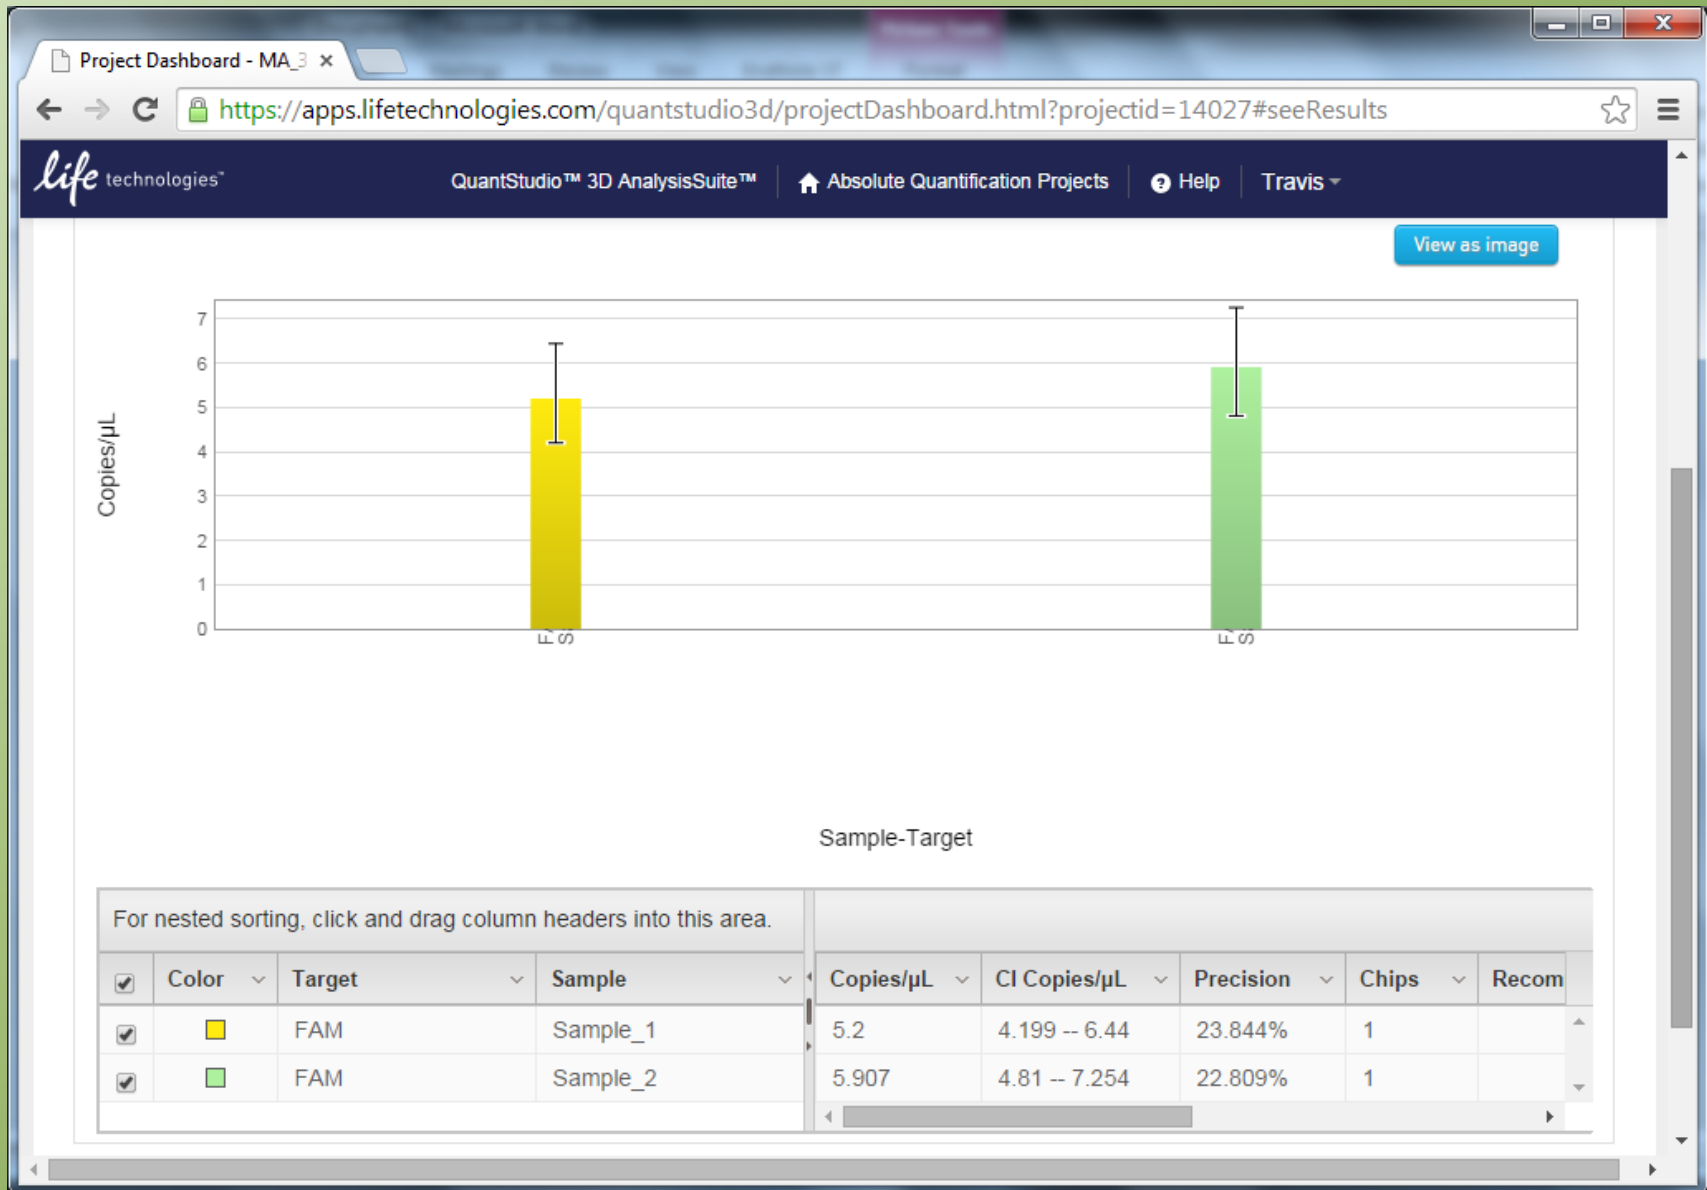 Project Dashboard - MA_3
https://apps.lifetechnologies.com/quantstudio3d/projectDashboard.html?projectid=14027#seeResults
life technologies™
QuantStudio™ 3D AnalysisSuite™
Absolute Quantification Projects
Help
Travis
View as image
7
6
5
4
3
2
1
0
Copies/µL
Sample-Target
For nested sorting, click and drag column headers into this area.
Color Target Sample Copies/µL CI Copies/µL Precision Chips Recom
FAM Sample_1 5.2 4.199 -- 6.44 23.844% 1
FAM Sample_2 5.907 4.81 -- 7.254 22.809% 1